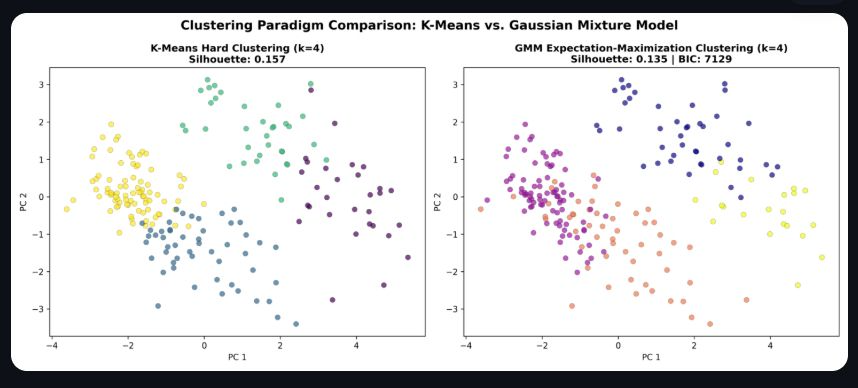 Clustering Paradigm Comparison: K-Means vs. Gaussian Mixture Model
K-Means Hard Clustering (k=4)
Silhouette: 0.157
PC 2
3
2
1
0
−1
−2
−3
−4
−2
0
2
4
PC 1
GMM Expectation-Maximization Clustering (k=4)
Silhouette: 0.135 | BIC: 7129
PC 2
3
2
1
0
−1
−2
−3
−4
−2
0
2
4
PC 1